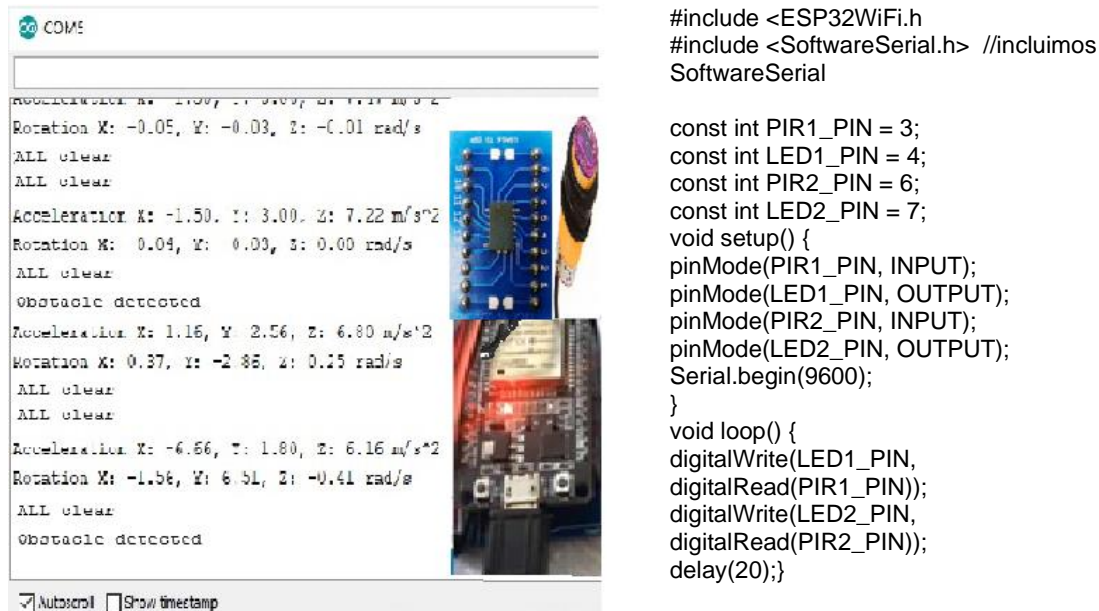 COM5
Rotation X: -0.05, Y: -0.03, Z: -0.01 rad/s
ALL clear
ALL clear
Acceleration X: -1.50, Y: 3.00, Z: 7.22 m/s^2
Rotation X: 0.04, Y: 0.03, Z: 0.00 rad/s
ALL clear
Obstacle detected
Acceleration X: 1.16, Y: 2.56, Z: 6.80 m/s^2
Rotation X: 0.37, Y: -2.86, Z: 0.25 rad/s
ALL clear
ALL clear
Acceleration X: -6.66, Y: 1.80, Z: 6.16 m/s^2
Rotation X: -1.56, Y: 6.51, Z: -0.41 rad/s
ALL clear
Obstacle detected
Autoscroll Show timestamp
#include <ESP32WiFi.h
#include <SoftwareSerial.h> //incluimos
SoftwareSerial
const int PIR1_PIN = 3;
const int LED1_PIN = 4;
const int PIR2_PIN = 6;
const int LED2_PIN = 7;
void setup() {
pinMode(PIR1_PIN, INPUT);
pinMode(LED1_PIN, OUTPUT);
pinMode(PIR2_PIN, INPUT);
pinMode(LED2_PIN, OUTPUT);
Serial.begin(9600);
}
void loop() {
digitalWrite(LED1_PIN,
digitalRead(PIR1_PIN));
digitalWrite(LED2_PIN,
digitalRead(PIR2_PIN));
delay(20);}